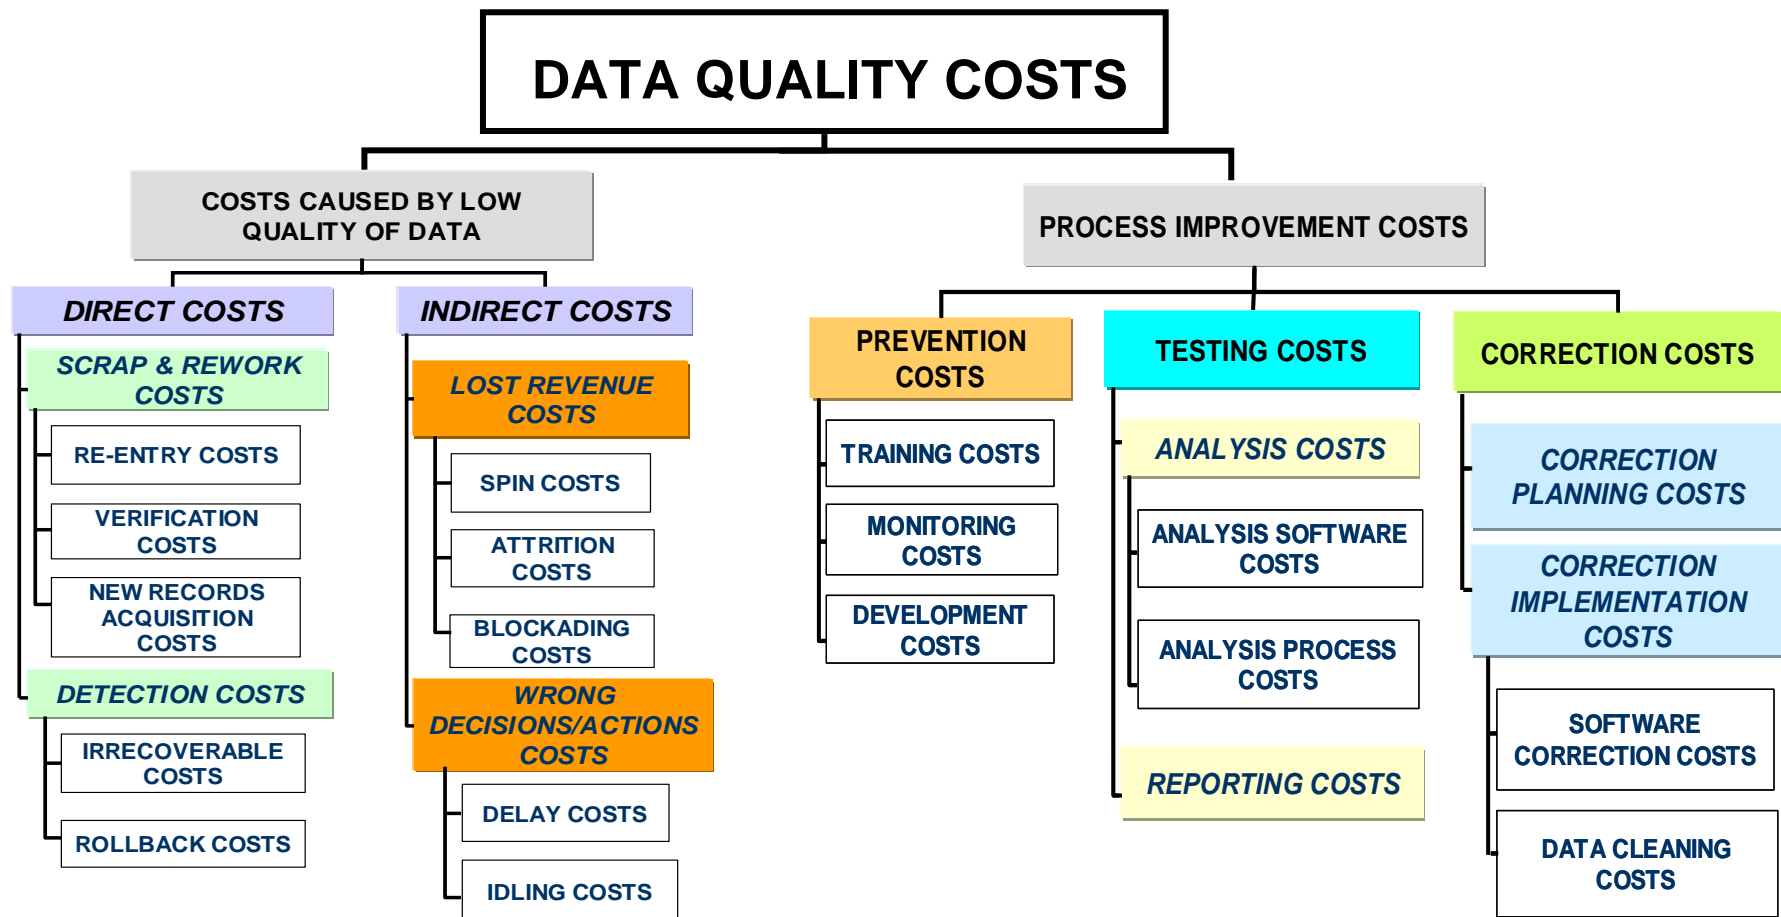 DATA QUALITY COSTS
COSTS CAUSED BY LOW
QUALITY OF DATA
PROCESS IMPROVEMENT COSTS
DIRECT COSTS
SCRAP & REWORK
COSTS
RE-ENTRY COSTS
VERIFICATION
COSTS
NEW RECORDS
ACQUISITION
COSTS
DETECTION COSTS
IRRECOVERABLE
COSTS
ROLLBACK COSTS
INDIRECT COSTS
LOST REVENUE
COSTS
SPIN COSTS
ATTRITION
COSTS
BLOCKADING
COSTS
WRONG
DECISIONS/ACTIONS
COSTS
DELAY COSTS
IDLING COSTS
PREVENTION
COSTS
TRAINING COSTS
MONITORING
COSTS
DEVELOPMENT
COSTS
TESTING COSTS
ANALYSIS COSTS
ANALYSIS SOFTWARE
COSTS
ANALYSIS PROCESS
COSTS
REPORTING COSTS
CORRECTION COSTS
CORRECTION
PLANNING COSTS
CORRECTION
IMPLEMENTATION
COSTS
SOFTWARE
CORRECTION COSTS
DATA CLEANING
COSTS